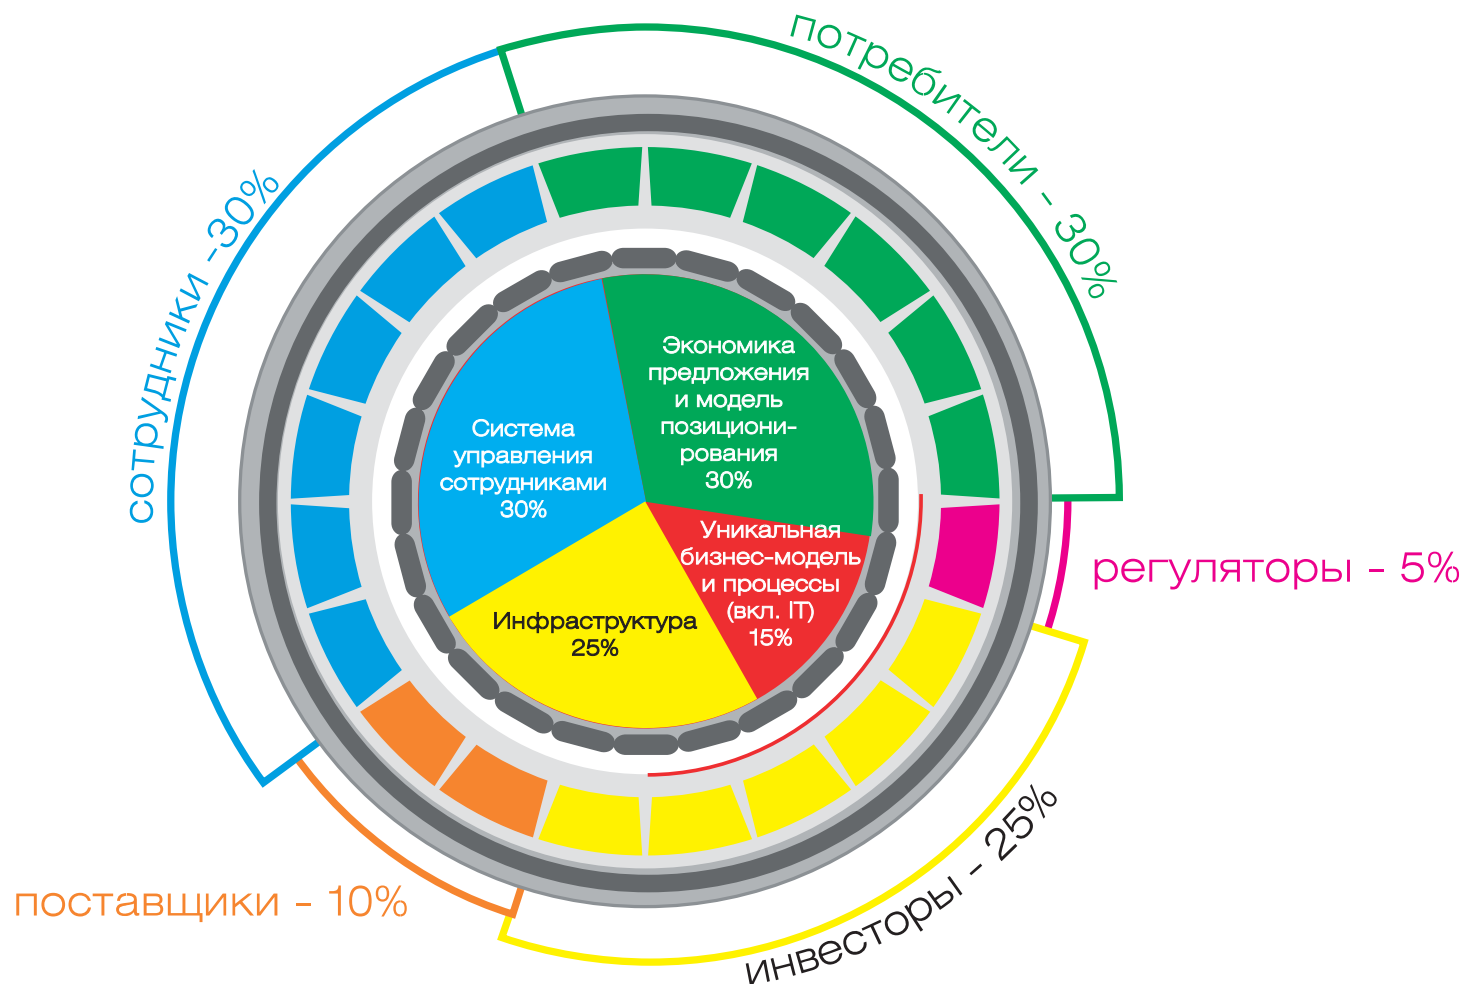 потребители - 30%
сотрудники -30%
Экономика
предложения
и модель
позициони-
рования
30%
Система
управления
сотрудниками
30%
Уникальная
бизнес-модель
и процессы
(вкл. IT)
15%
регуляторы - 5%
Инфраструктура
25%
инвесторы - 25%
поставщики - 10%